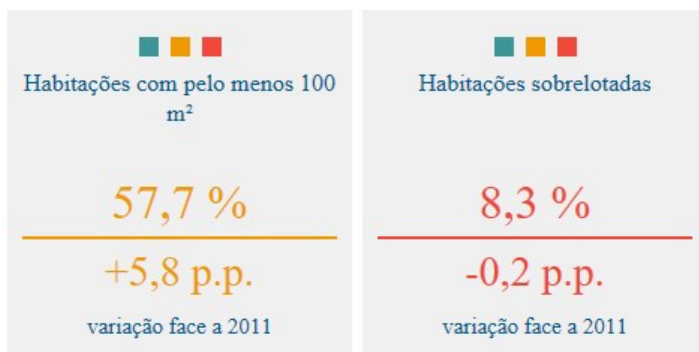 Habitações com pelo menos 100
m²
57,7 %
+5,8 p.p.
variação face a 2011
Habitações sobrelotadas
8,3 %
-0,2 p.p.
variação face a 2011